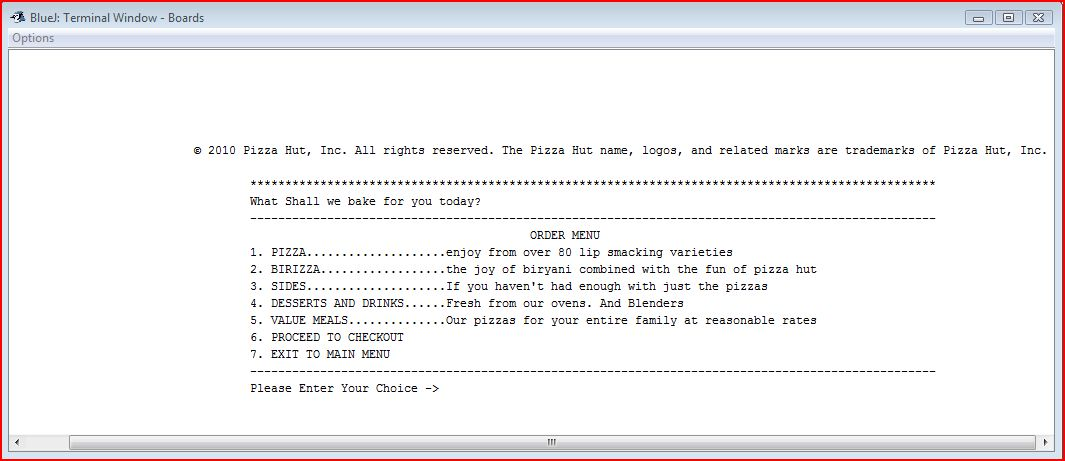 BlueJ: Terminal Window - Boards
Options
© 2010 Pizza Hut, Inc. All rights reserved. The Pizza Hut name, logos, and related marks are trademarks of Pizza Hut, Inc.
**************************************************************************************************
What Shall we bake for you today?
--------------------------------------------------------------------------------------------------
ORDER MENU
1. PIZZA....................enjoy from over 80 lip smacking varieties
2. BIRIZZA..................the joy of biryani combined with the fun of pizza hut
3. SIDES....................If you haven't had enough with just the pizzas
4. DESSERTS AND DRINKS......Fresh from our ovens. And Blenders
5. VALUE MEALS..............Our pizzas for your entire family at reasonable rates
6. PROCEED TO CHECKOUT
7. EXIT TO MAIN MENU
--------------------------------------------------------------------------------------------------
Please Enter Your Choice ->